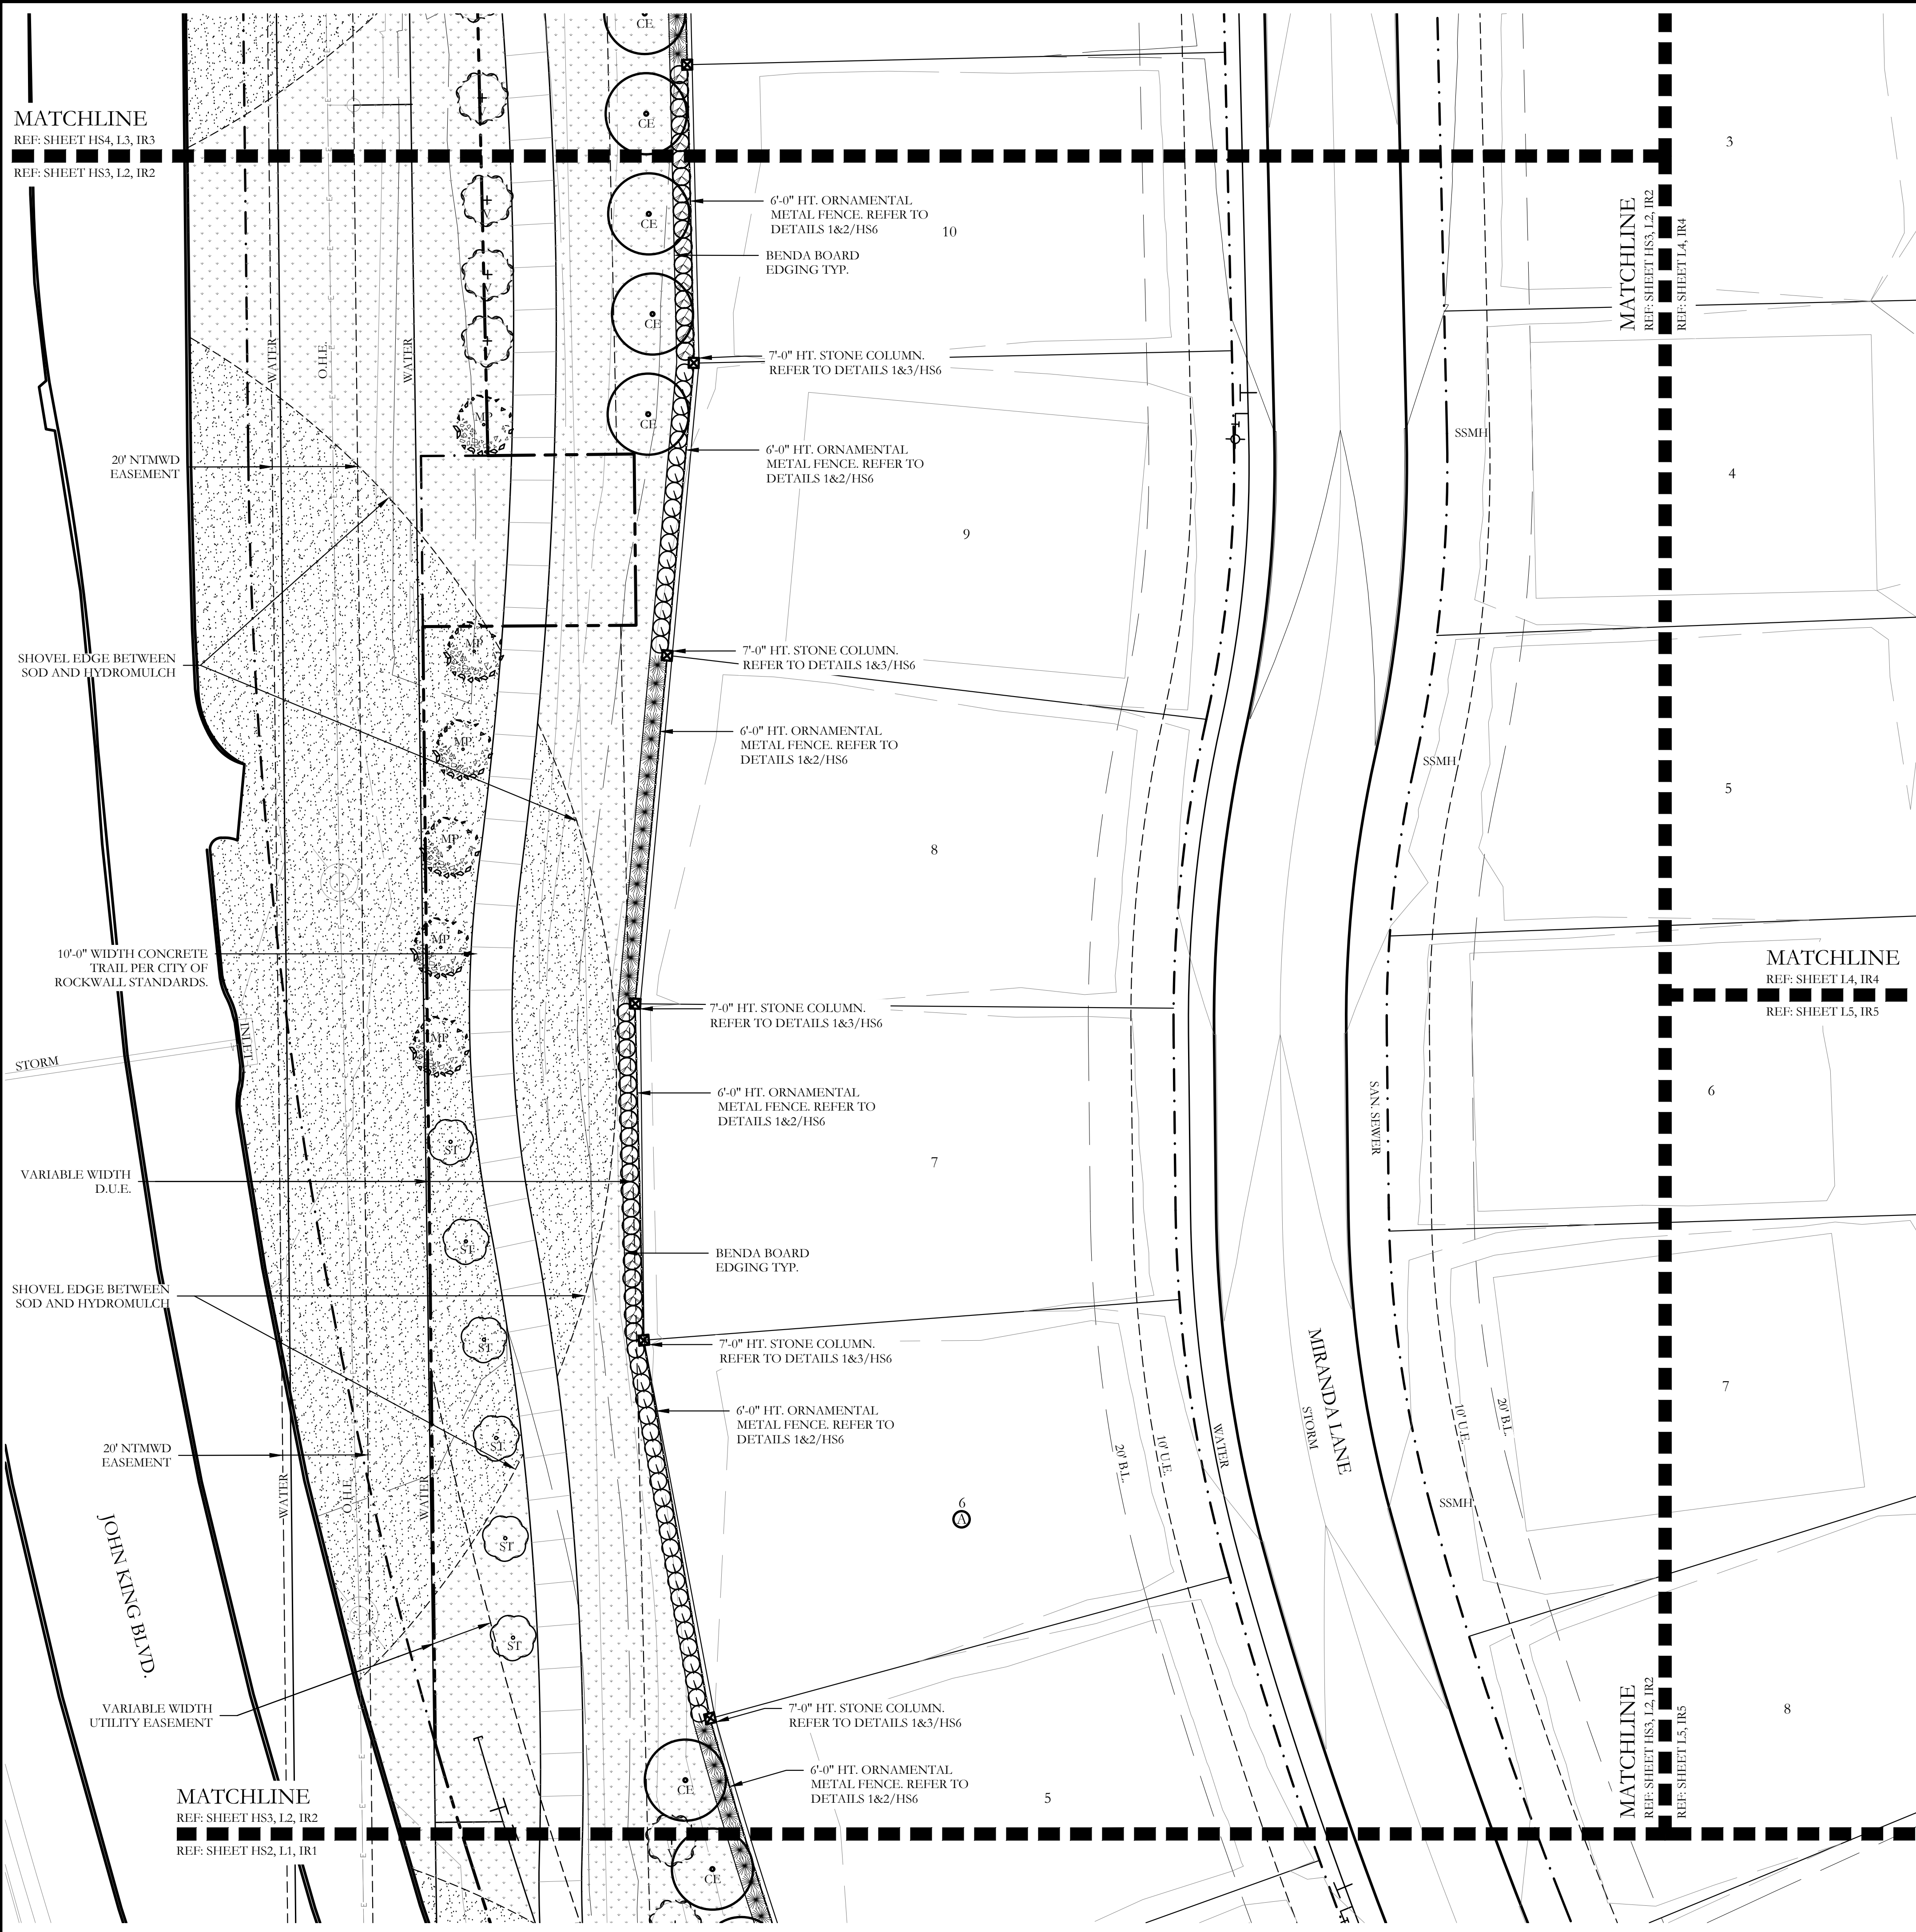 CE
MATCHLINE
REF: SHEET HS4, L3, IR3
REF: SHEET HS3, L2, IR2
CE
V
3
6'-0" HT. ORNAMENTAL
METAL FENCE. REFER TO
DETAILS 1&2/HS6
10
CE
V
BENDA BOARD
EDGING TYP.
MATCHLINE
REF: SHEET HS3, L2, IR2
REF: SHEET L4, IR4
V
CE
V
WATER
O.H.E.
WATER
7'-0" HT. STONE COLUMN.
REFER TO DETAILS 1&3/HS6
MP
CE
SSMH
20' NTMWD
EASEMENT
6'-0" HT. ORNAMENTAL
METAL FENCE. REFER TO
DETAILS 1&2/HS6
4
9
SHOVEL EDGE BETWEEN
SOD AND HYDROMULCH
MP
7'-0" HT. STONE COLUMN.
REFER TO DETAILS 1&3/HS6
MP
6'-0" HT. ORNAMENTAL
METAL FENCE. REFER TO
DETAILS 1&2/HS6
SSMH
5
MP
8
10'-0" WIDTH CONCRETE
TRAIL PER CITY OF
ROCKWALL STANDARDS.
MP
MATCHLINE
REF: SHEET L4, IR4
REF: SHEET L5, IR5
7'-0" HT. STONE COLUMN.
REFER TO DETAILS 1&3/HS6
INLET
STORM
MP
6'-0" HT. ORNAMENTAL
METAL FENCE. REFER TO
DETAILS 1&2/HS6
SAN. SEWER
6
ST
7
VARIABLE WIDTH
D.U.E.
ST
BENDA BOARD
EDGING TYP.
SHOVEL EDGE BETWEEN
SOD AND HYDROMULCH
ST
7'-0" HT. STONE COLUMN.
REFER TO DETAILS 1&3/HS6
MIRANDA LANE
STORM
7
6'-0" HT. ORNAMENTAL
METAL FENCE. REFER TO
DETAILS 1&2/HS6
20' NTMWD
EASEMENT
ST
20' B.L.
10' U.E.
WATER
10' U.E.
20' B.L.
WATER
O.H.E.
WATER
SSMH
6
A
JOHN KING BLVD.
ST
ST
VARIABLE WIDTH
UTILITY EASEMENT
7'-0" HT. STONE COLUMN.
REFER TO DETAILS 1&3/HS6
MATCHLINE
REF: SHEET HS3, L2, IR2
REF: SHEET L5, IR5
8
6'-0" HT. ORNAMENTAL
METAL FENCE. REFER TO
DETAILS 1&2/HS6
CE
5
MATCHLINE
REF: SHEET HS3, L2, IR2
REF: SHEET HS2, L1, IR1
CE